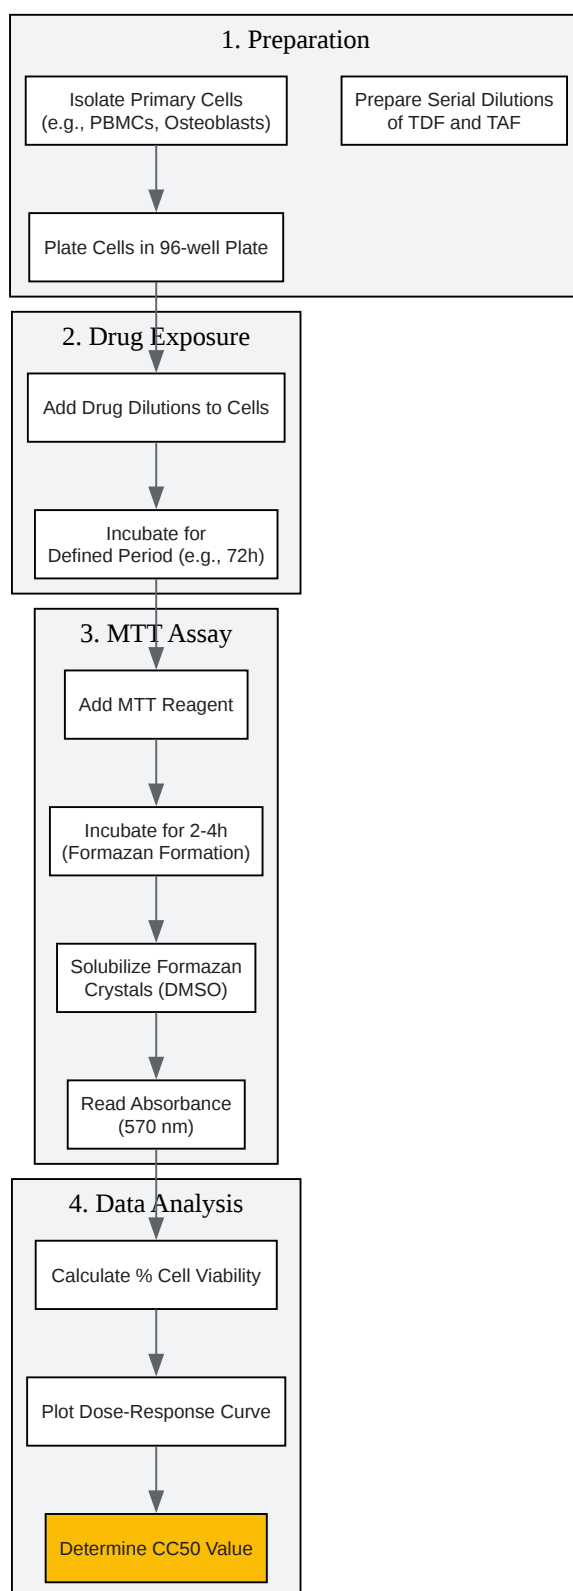 1. Preparation
Isolate Primary Cells
(e.g., PBMCs, Osteoblasts)
Prepare Serial Dilutions
of TDF and TAF
Plate Cells in 96-well Plate
2. Drug Exposure
Add Drug Dilutions to Cells
Incubate for
Defined Period (e.g., 72h)
3. MTT Assay
Add MTT Reagent
Incubate for 2-4h
(Formazan Formation)
Solubilize Formazan
Crystals (DMSO)
Read Absorbance
(570 nm)
4. Data Analysis
Calculate % Cell Viability
Plot Dose-Response Curve
Determine CC50 Value